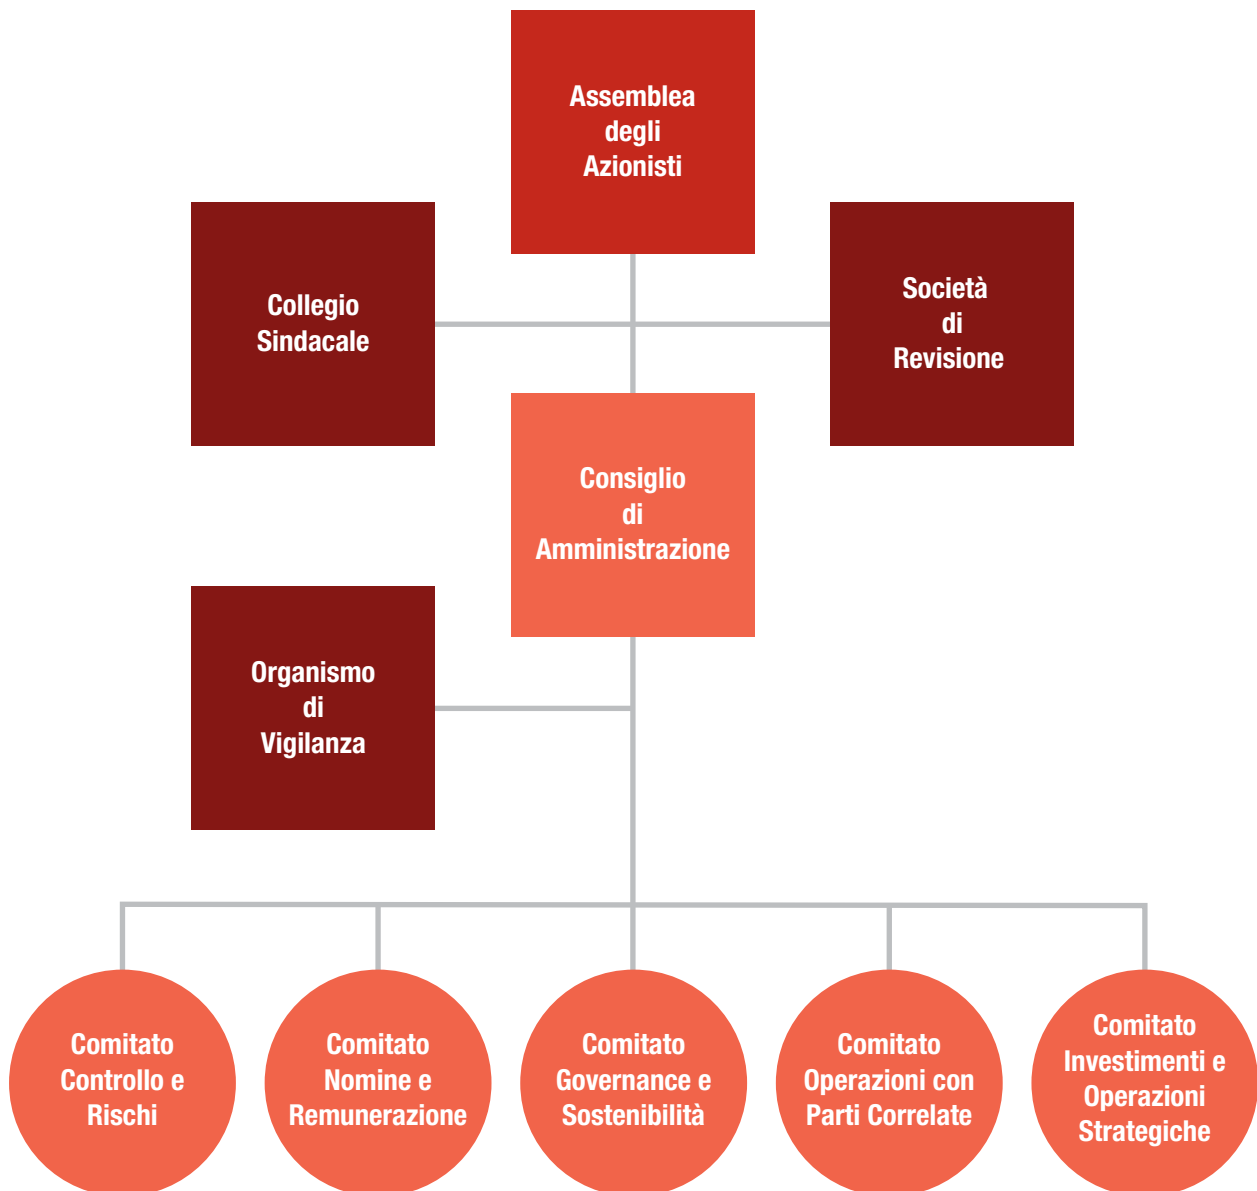 Assemblea
degli
Azionisti
Collegio
Sindacale
Società
di
Revisione
Consiglio
di
Amministrazione
Organismo
di
Vigilanza
Comitato
Controllo e
Rischi
Comitato
Nomine e
Remunerazione
Comitato
Governance e
Sostenibilità
Comitato
Operazioni con
Parti Correlate
Comitato
Investimenti e
Operazioni
Strategiche